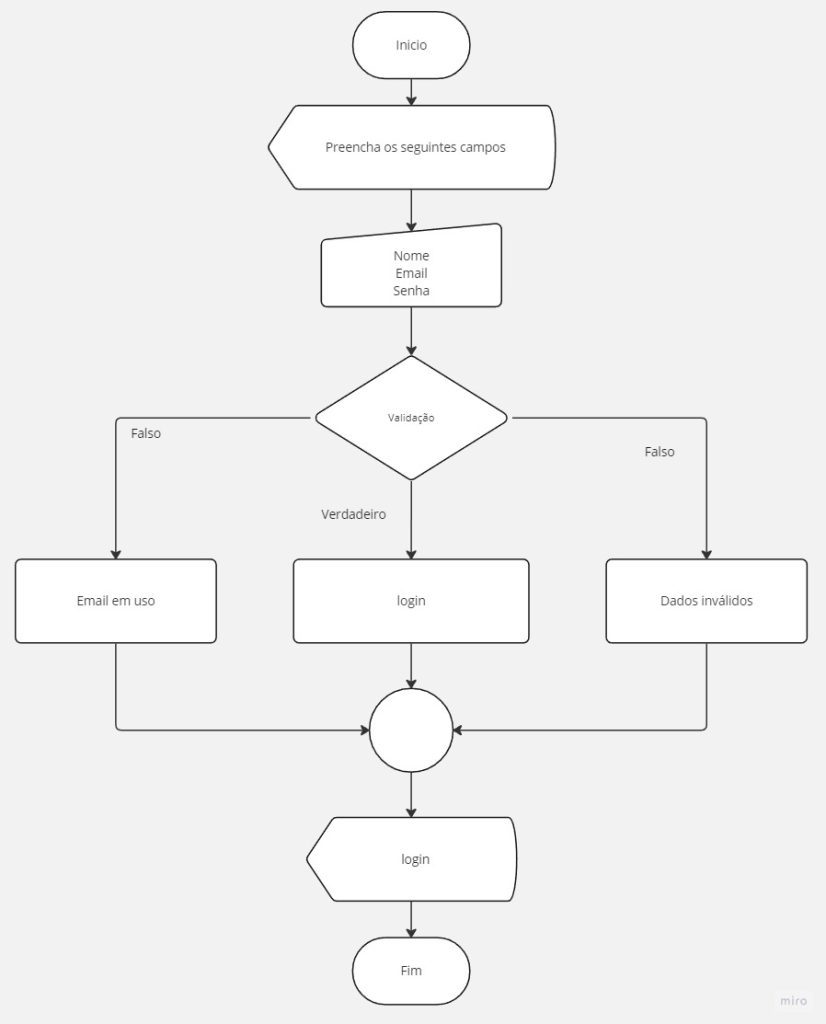 Inicio
Preencha os seguintes campos
Nome
Email
Senha
Validação
Falso
Falso
Verdadeiro
Email em uso
login
Dados inválidos
login
Fim
miro